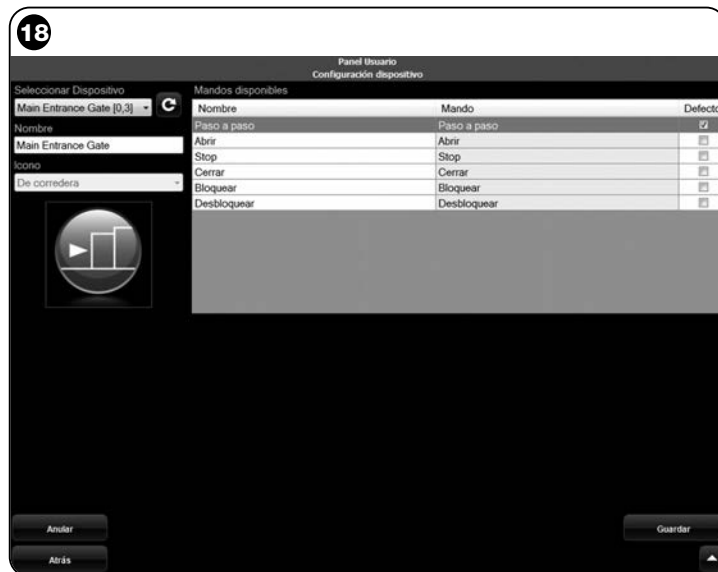 18
Panel Usuario
Configuración dispositivo
Seleccionar Dispositivo
Main Entrance Gate [0,3]
Nombre
Main Entrance Gate
Icono
De corredera
Mandos disponibles
Nombre Mando Defecto
Paso a paso Paso a paso
Abrir Abrir
Stop Stop
Cerrar Cerrar
Bloquear Bloquear
Desbloquear Desbloquear
Anular Guardar
Atrás